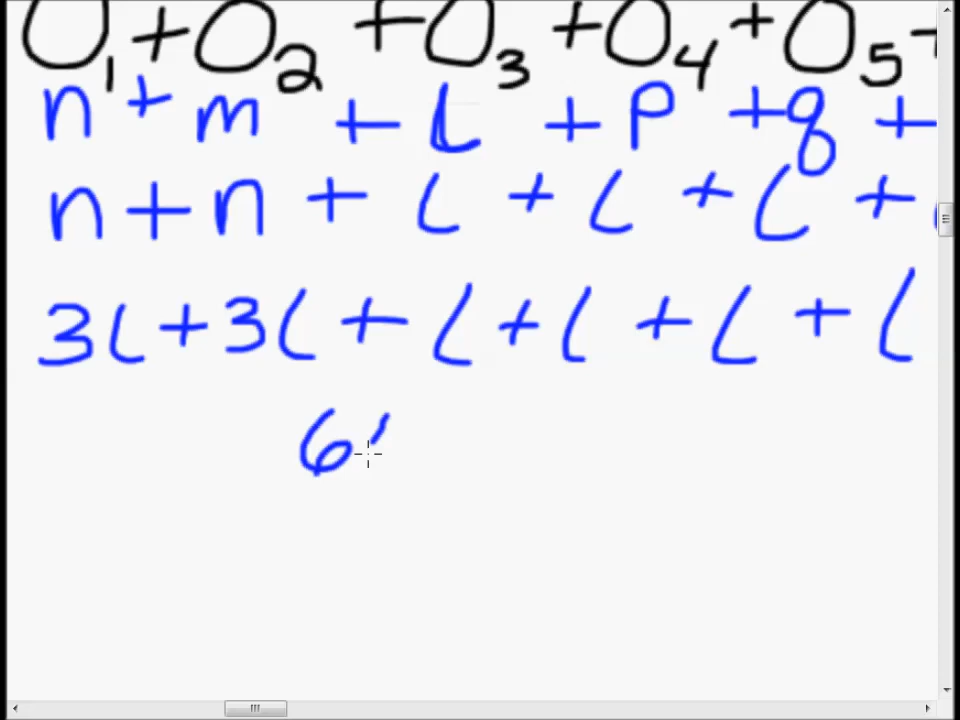 O₁ + O₂ + O₃ + O₄ + O₅ +
n + m + L + p + q +
n + n + L + L + L +
3L + 3L + L + L + L + L
6